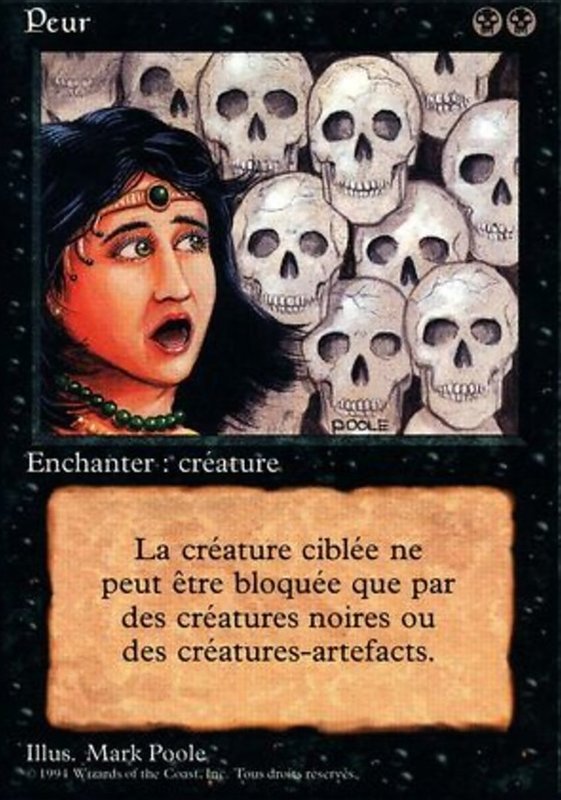 Peur
POOLE
Enchanter : créature
La créature ciblée ne
peut être bloquée que par
des créatures noires ou
des créatures-artefacts.
Illus. Mark Poole
© 1994 Wizards of the Coast, Inc. Tous droits réservés.